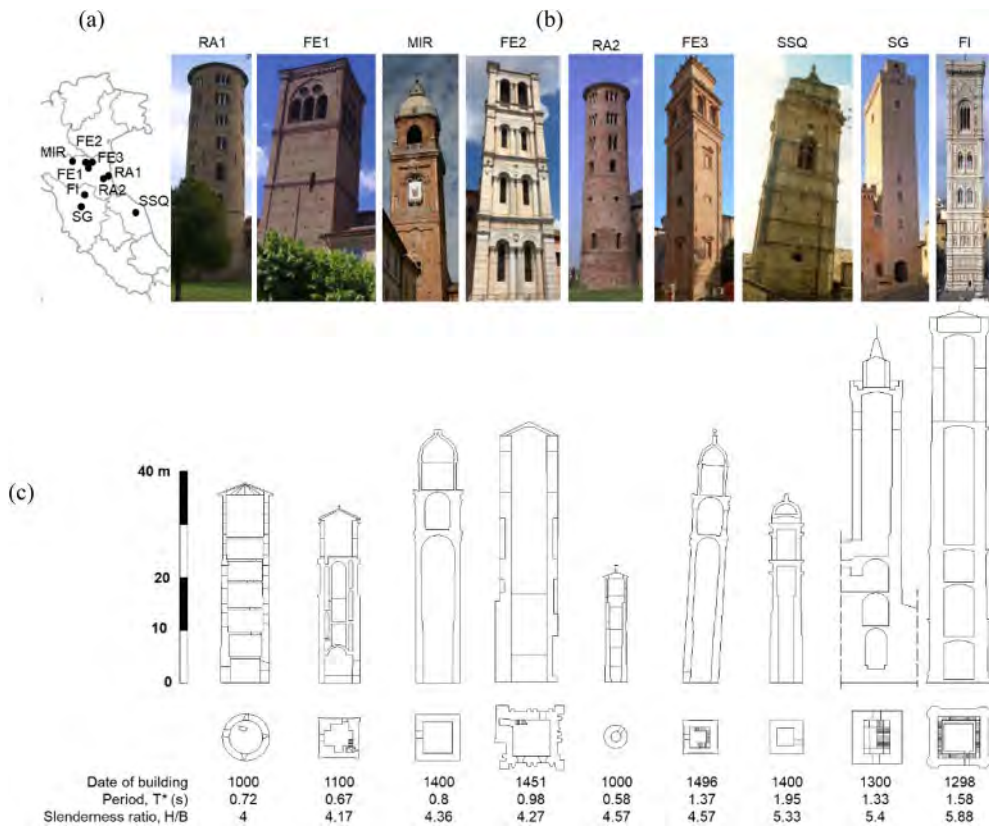 (a)
(b)
RA1 FE1 MIR FE2 RA2 FE3 SSQ SG FI
FE2
MIR FE3
FE1 RA1
FI RA2
SG SSQ
(c)
40 m
20
10
0
Date of building 1000 1100 1400 1451 1000 1496 1400 1300 1298
Period, T* (s) 0.72 0.67 0.8 0.98 0.58 1.37 1.95 1.33 1.58
Slenderness ratio, H/B 4 4.17 4.36 4.27 4.57 4.57 5.33 5.4 5.88